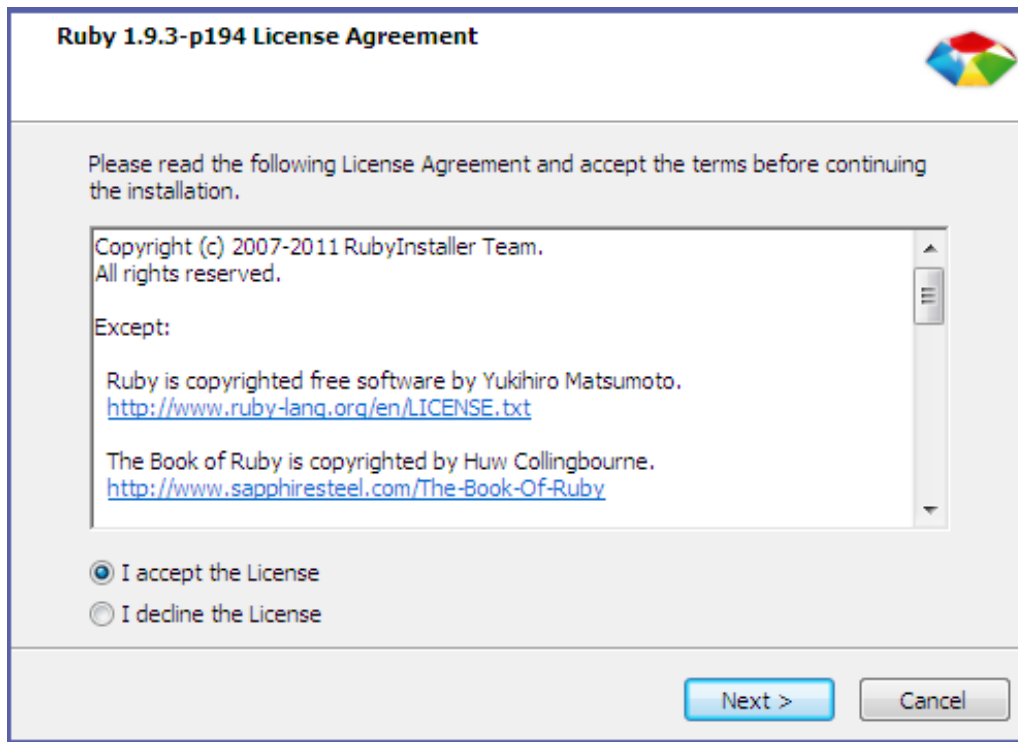 Ruby 1.9.3-p194 License Agreement
Please read the following License Agreement and accept the terms before continuing
the installation.
Copyright (c) 2007-2011 RubyInstaller Team.
All rights reserved.
Except:
Ruby is copyrighted free software by Yukihiro Matsumoto.
http://www.ruby-lang.org/en/LICENSE.txt
The Book of Ruby is copyrighted by Huw Collingbourne.
http://www.sapphiresteel.com/The-Book-Of-Ruby
I accept the License
I decline the License
Next >
Cancel